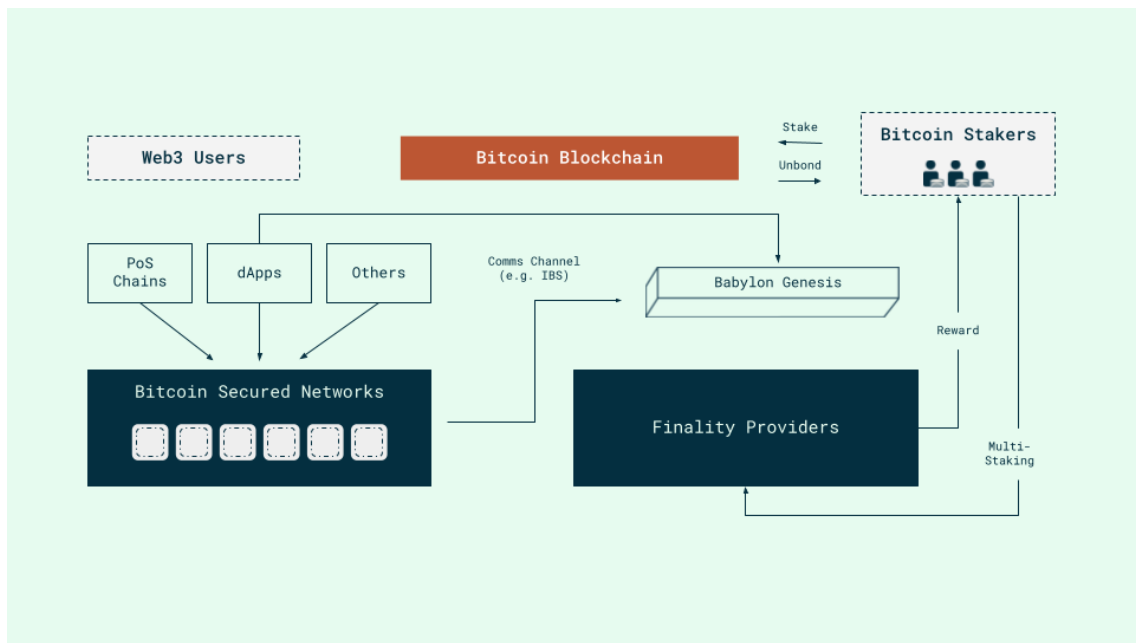 Web3 Users
Bitcoin Blockchain
Stake
Unbond
Bitcoin Stakers
PoS
Chains
dApps
Others
Comms Channel
(e.g. IBS)
Babylon Genesis
Reward
Bitcoin Secured Networks
Finality Providers
Multi-
Staking